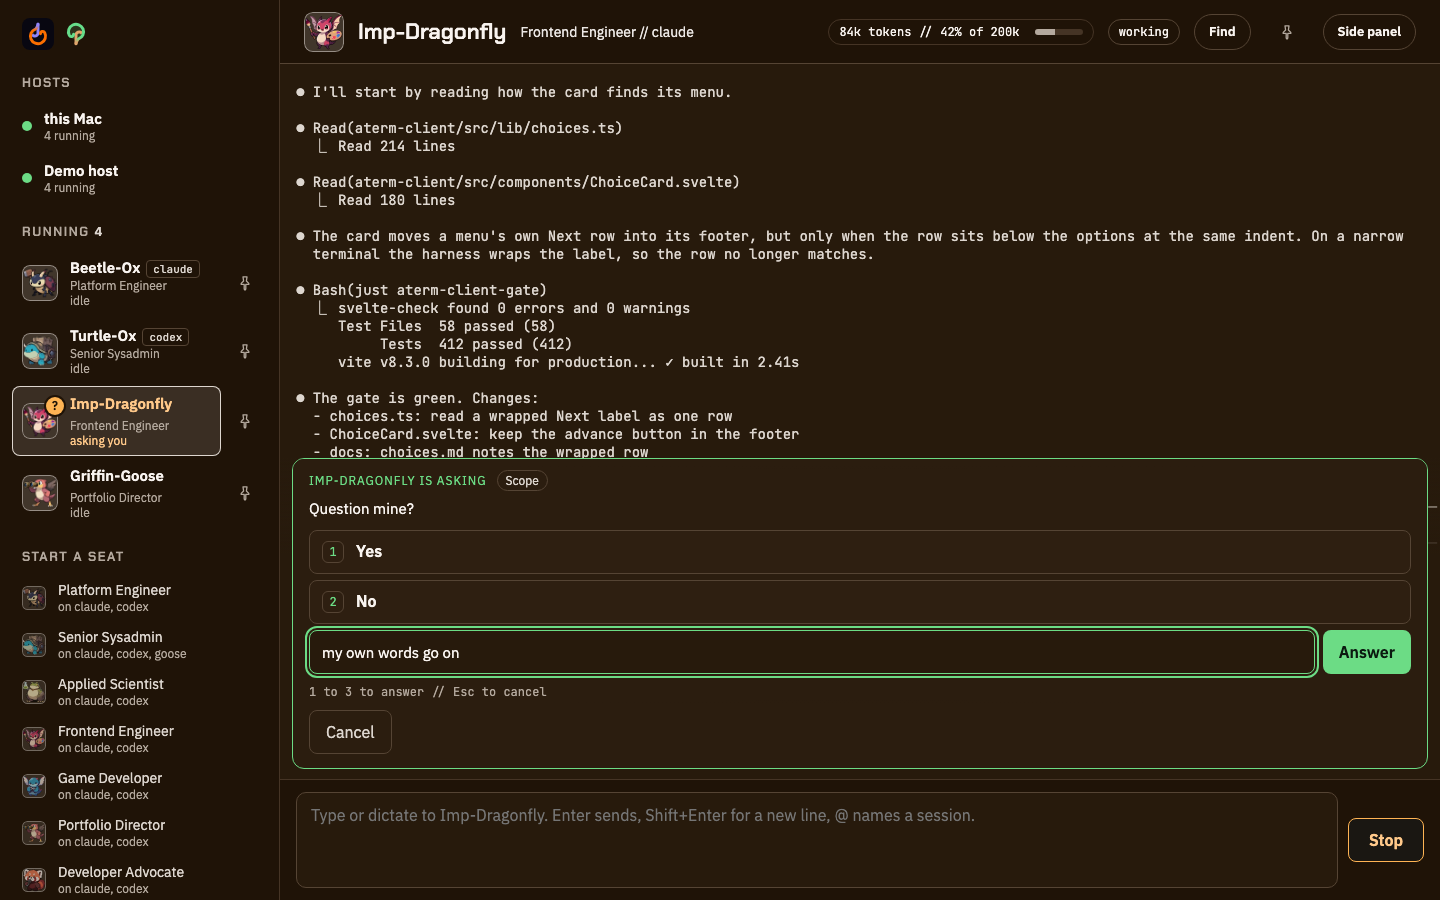 HOSTS
this Mac
4 running
Demo host
4 running
RUNNING 4
Beetle-Ox claude
Platform Engineer
idle
Turtle-Ox codex
Senior Sysadmin
idle
?
Imp-Dragonfly
Frontend Engineer
asking you
Griffin-Goose
Portfolio Director
idle
START A SEAT
Platform Engineer
on claude, codex
Senior Sysadmin
on claude, codex, goose
Applied Scientist
on claude, codex
Frontend Engineer
on claude, codex
Game Developer
on claude, codex
Portfolio Director
on claude, codex
Developer Advocate
on claude, codex
Imp-Dragonfly Frontend Engineer // claude 84k tokens // 42% of 200k working Find Side panel
● I'll start by reading how the card finds its menu.
● Read(aterm-client/src/lib/choices.ts)
⎿ Read 214 lines
● Read(aterm-client/src/components/ChoiceCard.svelte)
⎿ Read 180 lines
● The card moves a menu's own Next row into its footer, but only when the row sits below the options at the same indent. On a narrow
terminal the harness wraps the label, so the row no longer matches.
● Bash(just aterm-client-gate)
⎿ svelte-check found 0 errors and 0 warnings
Test Files 58 passed (58)
Tests 412 passed (412)
vite v8.3.0 building for production... ✓ built in 2.41s
● The gate is green. Changes:
- choices.ts: read a wrapped Next label as one row
- ChoiceCard.svelte: keep the advance button in the footer
- docs: choices.md notes the wrapped row
IMP-DRAGONFLY IS ASKING Scope
Question mine?
1 Yes
2 No
my own words go on Answer
1 to 3 to answer // Esc to cancel
Cancel
Type or dictate to Imp-Dragonfly. Enter sends, Shift+Enter for a new line, @ names a session.
Stop